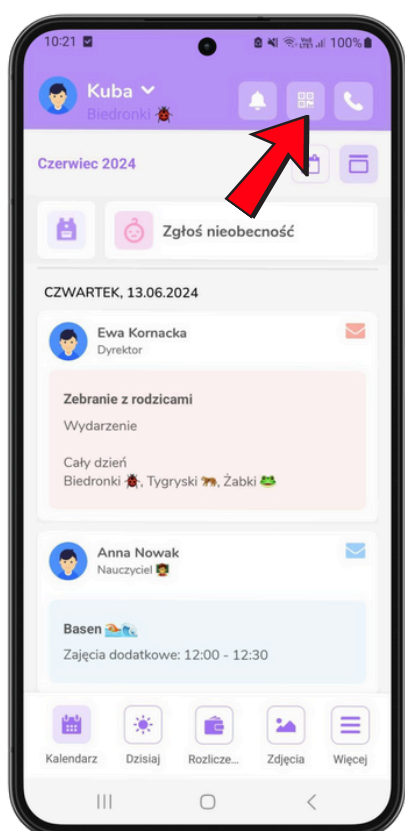 10:21 100%
Kuba
Biedronki
Czerwiec 2024
Zgłoś nieobecność
CZWARTEK, 13.06.2024
Ewa Kornacka
Dyrektor
Zebranie z rodzicami
Wydarzenie
Cały dzień
Biedronki 🐞, Tygryski 🐅, Żabki 🐸
Anna Nowak
Nauczyciel 👩‍🏫
Basen 🏊🌊
Zajęcia dodatkowe: 12:00 - 12:30
Kalendarz Dzisiaj Rozlicze... Zdjęcia Więcej